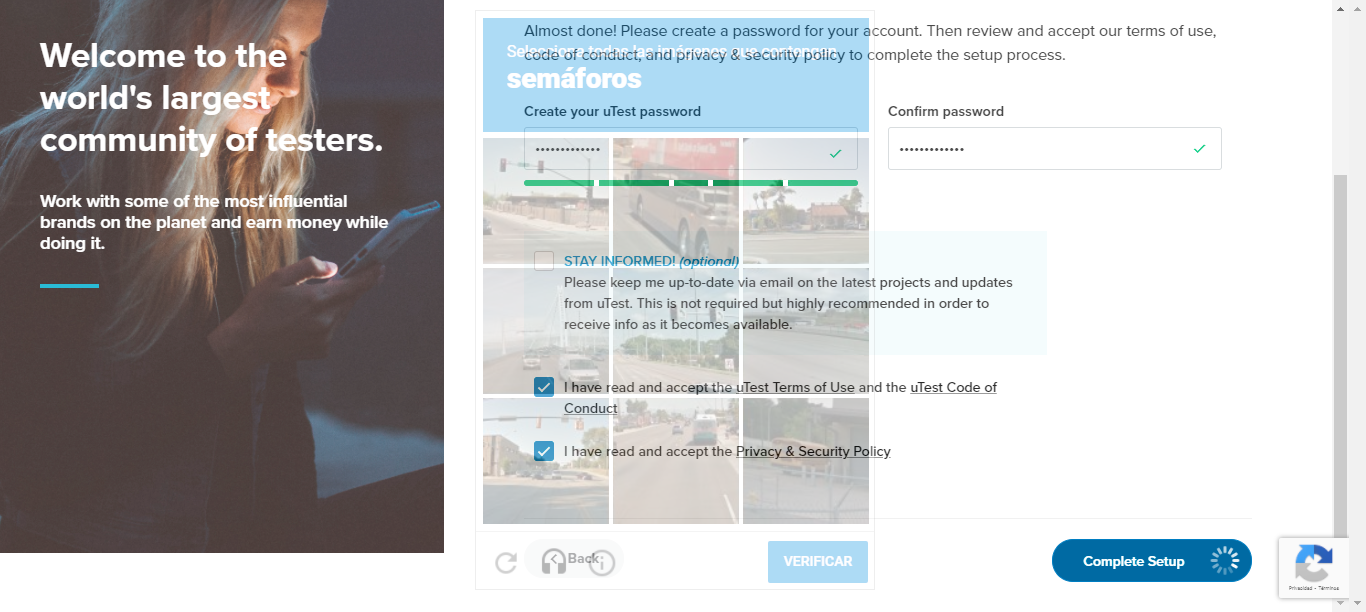 Welcome to the
world's largest
community of testers.
Work with some of the most influential
brands on the planet and earn money while
doing it.
Almost done! Please create a password for your account. Then review and accept our terms of use,
code of conduct, and privacy & security policy to complete the setup process.
Selecciona todas las imágenes que contengan
semáforos
Create your uTest password
Confirm password
STAY INFORMED! (optional)
Please keep me up-to-date via email on the latest projects and updates
from uTest. This is not required but highly recommended in order to
receive info as it becomes available.
I have read and accept the uTest Terms of Use and the uTest Code of
Conduct
I have read and accept the Privacy & Security Policy
Back
VERIFICAR
Complete Setup
Privacidad - Términos